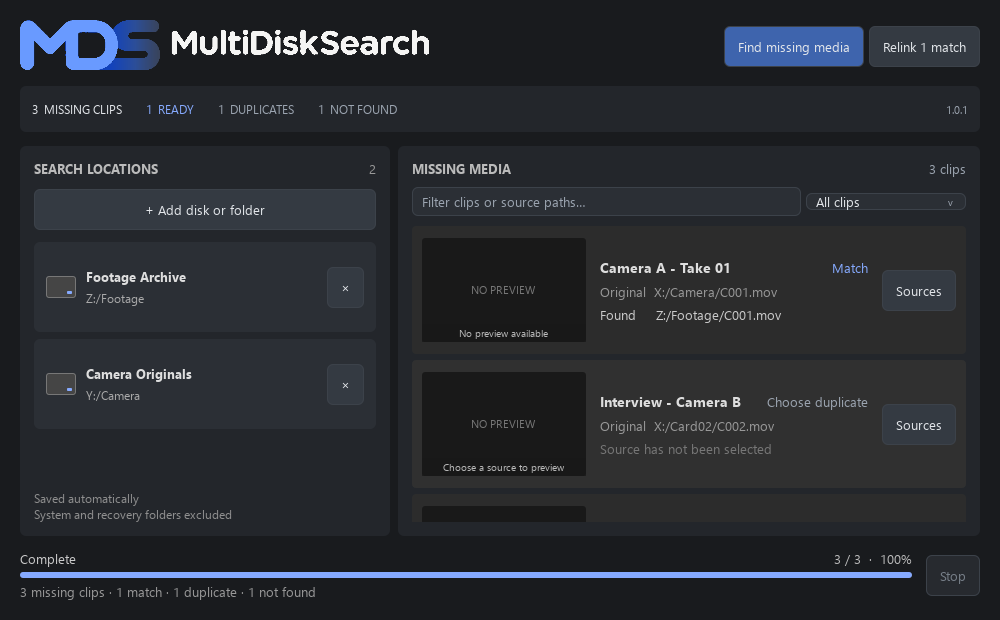 MDS MultiDiskSearch
Find missing media
Relink 1 match
3 MISSING CLIPS
1 READY
1 DUPLICATES
1 NOT FOUND
1.0.1
SEARCH LOCATIONS
2
+ Add disk or folder
Footage Archive
Z:/Footage
×
Camera Originals
Y:/Camera
×
Saved automatically
System and recovery folders excluded
MISSING MEDIA
3 clips
Filter clips or source paths...
All clips
v
NO PREVIEW
No preview available
Camera A - Take 01
Match
Original X:/Camera/C001.mov
Found Z:/Footage/C001.mov
Sources
NO PREVIEW
Choose a source to preview
Interview - Camera B
Choose duplicate
Original X:/Card02/C002.mov
Source has not been selected
Sources
Complete
3 / 3 · 100%
3 missing clips · 1 match · 1 duplicate · 1 not found
Stop